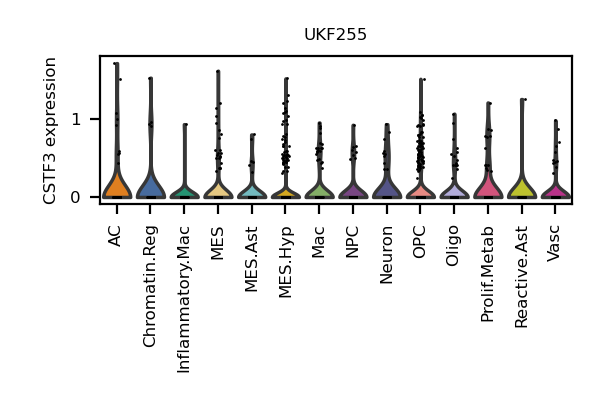 UKF255
CSTF3 expression
1
0
AC
Chromatin.Reg
Inflammatory.Mac
MES
MES.Ast
MES.Hyp
Mac
NPC
Neuron
OPC
Oligo
Prolif.Metab
Reactive.Ast
Vasc